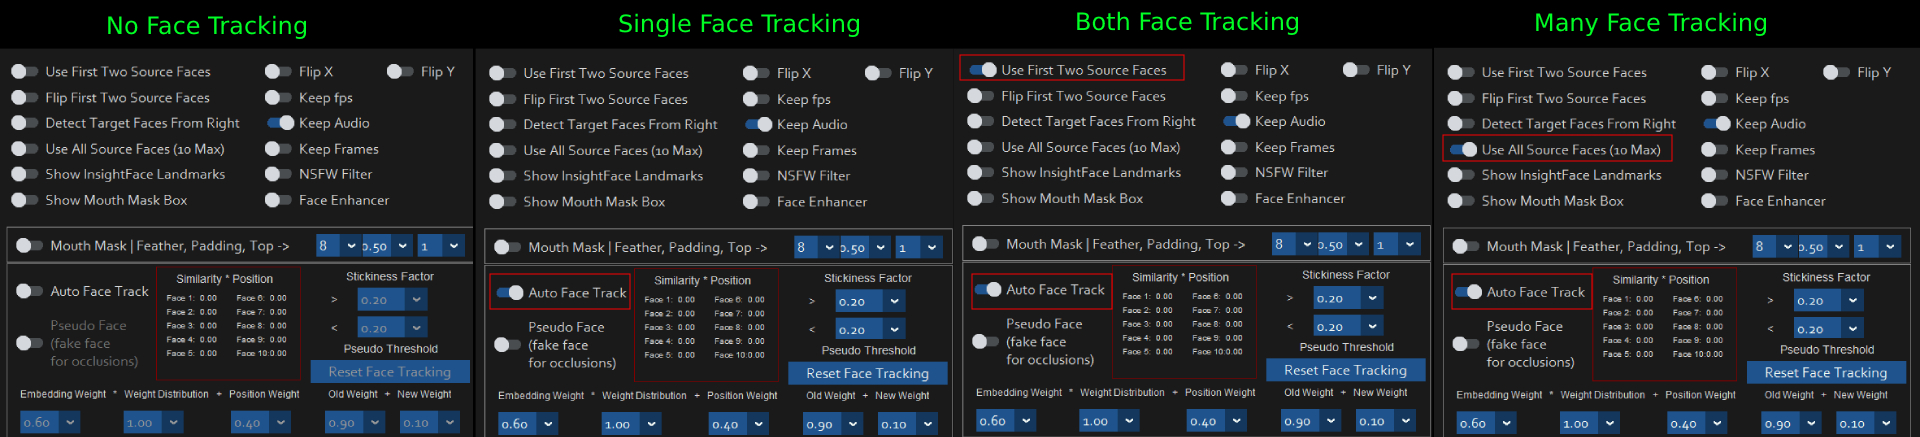 No Face Tracking
Use First Two Source Faces Flip X Flip Y
Flip First Two Source Faces Keep fps
Detect Target Faces From Right Keep Audio
Use All Source Faces (10 Max) Keep Frames
Show InsightFace Landmarks NSFW Filter
Show Mouth Mask Box Face Enhancer
Mouth Mask | Feather, Padding, Top -> 8 0.50 1
Similarity * Position Stickiness Factor
Auto Face Track
Face 1: 0.00 Face 6: 0.00 > 0.20
Face 2: 0.00 Face 7: 0.00
Face 3: 0.00 Face 8: 0.00 < 0.20
Face 4: 0.00 Face 9: 0.00
Face 5: 0.00 Face 10:0.00
Pseudo Face
(fake face
for occlusions)
Pseudo Threshold
Reset Face Tracking
Embedding Weight * Weight Distribution + Position Weight Old Weight + New Weight
0.60 1.00 0.40 0.90 0.10
Single Face Tracking
Use First Two Source Faces Flip X Flip Y
Flip First Two Source Faces Keep fps
Detect Target Faces From Right Keep Audio
Use All Source Faces (10 Max) Keep Frames
Show InsightFace Landmarks NSFW Filter
Show Mouth Mask Box Face Enhancer
Mouth Mask | Feather, Padding, Top -> 8 0.50 1
Similarity * Position Stickiness Factor
Auto Face Track
Face 1: 0.00 Face 6: 0.00 > 0.20
Face 2: 0.00 Face 7: 0.00
Face 3: 0.00 Face 8: 0.00 < 0.20
Face 4: 0.00 Face 9: 0.00
Face 5: 0.00 Face 10:0.00
Pseudo Face
(fake face
for occlusions)
Pseudo Threshold
Reset Face Tracking
Embedding Weight * Weight Distribution + Position Weight Old Weight + New Weight
0.60 1.00 0.40 0.90 0.10
Both Face Tracking
Use First Two Source Faces Flip X Flip Y
Flip First Two Source Faces Keep fps
Detect Target Faces From Right Keep Audio
Use All Source Faces (10 Max) Keep Frames
Show InsightFace Landmarks NSFW Filter
Show Mouth Mask Box Face Enhancer
Mouth Mask | Feather, Padding, Top -> 8 0.50 1
Similarity * Position Stickiness Factor
Auto Face Track
Face 1: 0.00 Face 6: 0.00 > 0.20
Face 2: 0.00 Face 7: 0.00
Face 3: 0.00 Face 8: 0.00 < 0.20
Face 4: 0.00 Face 9: 0.00
Face 5: 0.00 Face 10:0.00
Pseudo Face
(fake face
for occlusions)
Pseudo Threshold
Reset Face Tracking
Embedding Weight * Weight Distribution + Position Weight Old Weight + New Weight
0.60 1.00 0.40 0.90 0.10
Many Face Tracking
Use First Two Source Faces Flip X Flip Y
Flip First Two Source Faces Keep fps
Detect Target Faces From Right Keep Audio
Use All Source Faces (10 Max) Keep Frames
Show InsightFace Landmarks NSFW Filter
Show Mouth Mask Box Face Enhancer
Mouth Mask | Feather, Padding, Top -> 8 0.50 1
Similarity * Position Stickiness Factor
Auto Face Track
Face 1: 0.00 Face 6: 0.00 > 0.20
Face 2: 0.00 Face 7: 0.00
Face 3: 0.00 Face 8: 0.00 < 0.20
Face 4: 0.00 Face 9: 0.00
Face 5: 0.00 Face 10:0.00
Pseudo Face
(fake face
for occlusions)
Pseudo Threshold
Reset Face Tracking
Embedding Weight * Weight Distribution + Position Weight Old Weight + New Weight
0.60 1.00 0.40 0.90 0.10